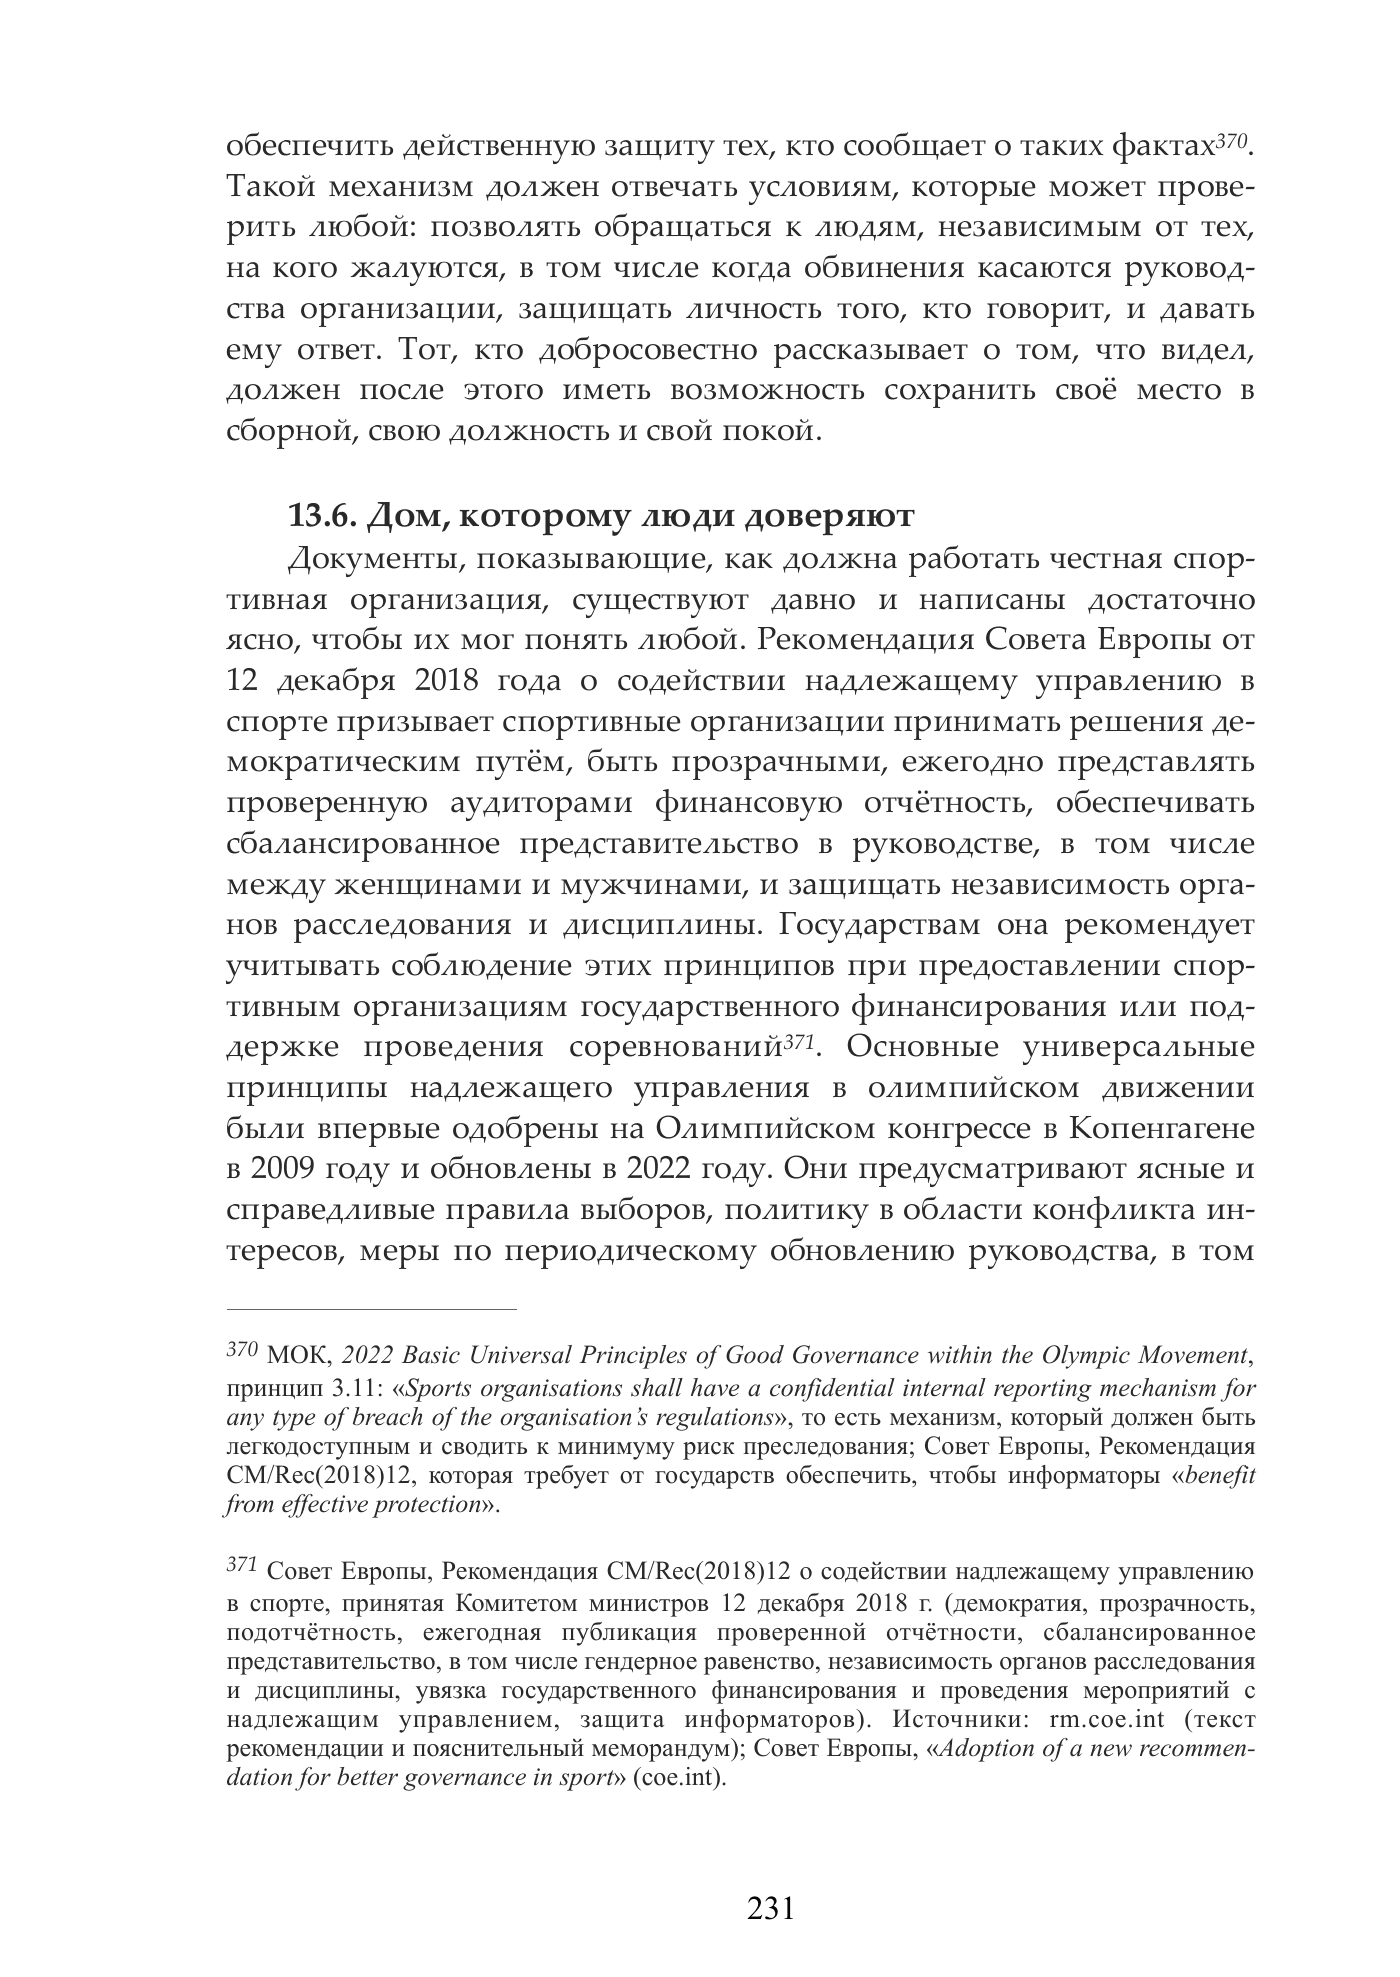 обеспечить действенную защиту тех, кто сообщает о таких фактах370.
Такой механизм должен отвечать условиям, которые может прове-
рить любой: позволять обращаться к людям, независимым от тех,
на кого жалуются, в том числе когда обвинения касаются руковод-
ства организации, защищать личность того, кто говорит, и давать
ему ответ. Тот, кто добросовестно рассказывает о том, что видел,
должен после этого иметь возможность сохранить своё место в
сборной, свою должность и свой покой.
13.6. Дом, которому люди доверяют
Документы, показывающие, как должна работать честная спор-
тивная организация, существуют давно и написаны достаточно
ясно, чтобы их мог понять любой. Рекомендация Совета Европы от
12 декабря 2018 года о содействии надлежащему управлению в
спорте призывает спортивные организации принимать решения де-
мократическим путём, быть прозрачными, ежегодно представлять
проверенную аудиторами финансовую отчётность, обеспечивать
сбалансированное представительство в руководстве, в том числе
между женщинами и мужчинами, и защищать независимость орга-
нов расследования и дисциплины. Государствам она рекомендует
учитывать соблюдение этих принципов при предоставлении спор-
тивным организациям государственного финансирования или под-
держке проведения соревнований371. Основные универсальные
принципы надлежащего управления в олимпийском движении
были впервые одобрены на Олимпийском конгрессе в Копенгагене
в 2009 году и обновлены в 2022 году. Они предусматривают ясные и
справедливые правила выборов, политику в области конфликта ин-
тересов, меры по периодическому обновлению руководства, в том
370 МОК, 2022 Basic Universal Principles of Good Governance within the Olympic Movement,
принцип 3.11: «Sports organisations shall have a confidential internal reporting mechanism for
any type of breach of the organisation’s regulations», то есть механизм, который должен быть
легкодоступным и сводить к минимуму риск преследования; Совет Европы, Рекомендация
CM/Rec(2018)12, которая требует от государств обеспечить, чтобы информаторы «benefit
from effective protection».
371 Совет Европы, Рекомендация CM/Rec(2018)12 о содействии надлежащему управлению
в спорте, принятая Комитетом министров 12 декабря 2018 г. (демократия, прозрачность,
подотчётность, ежегодная публикация проверенной отчётности, сбалансированное
представительство, в том числе гендерное равенство, независимость органов расследования
и дисциплины, увязка государственного финансирования и проведения мероприятий с
надлежащим управлением, защита информаторов). Источники: rm.coe.int (текст
рекомендации и пояснительный меморандум); Совет Европы, «Adoption of a new recommen-
dation for better governance in sport» (coe.int).
231